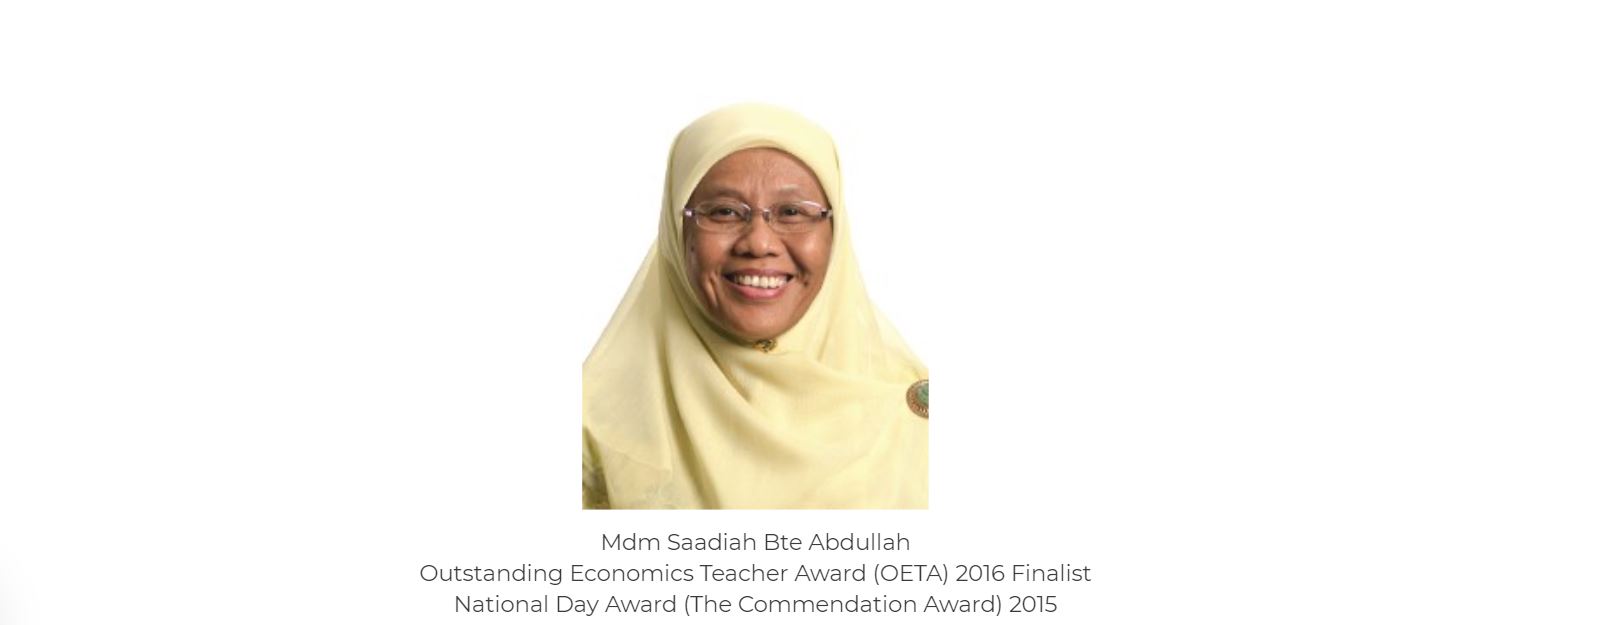 Mdm Saadiah Bte Abdullah
Outstanding Economics Teacher Award (OETA) 2016 Finalist
National Day Award (The Commendation Award) 2015